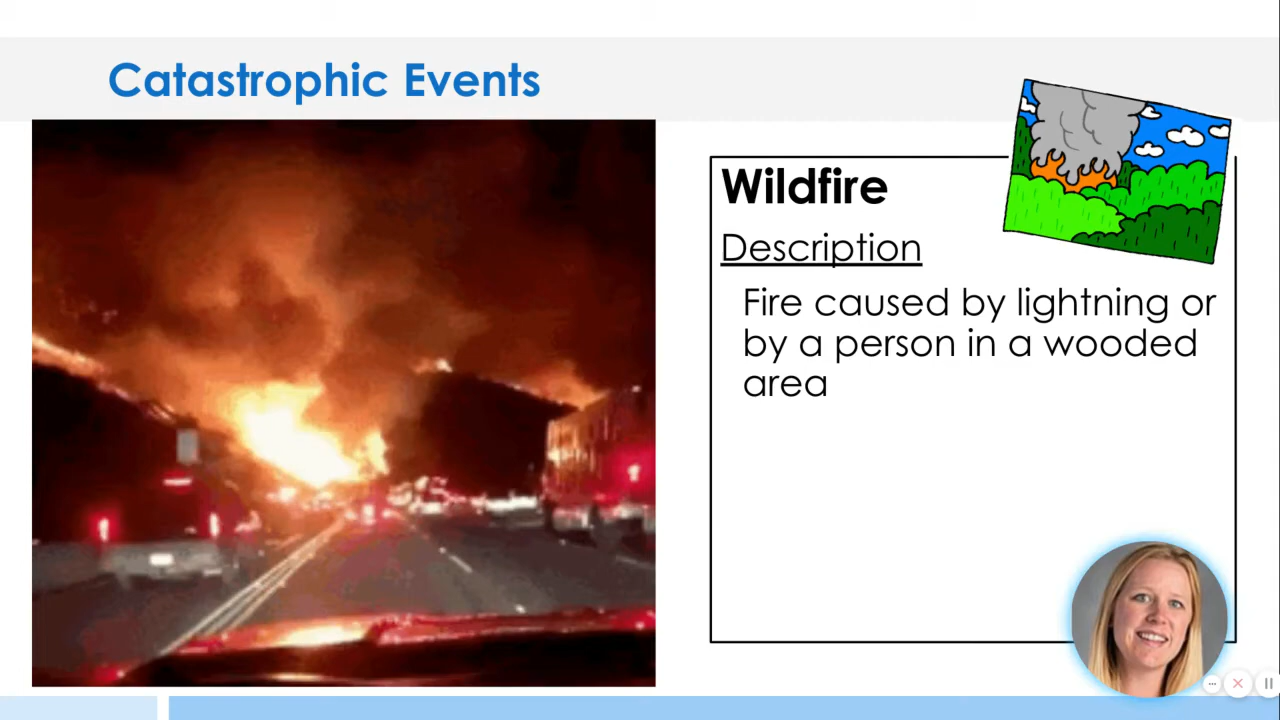 Catastrophic Events
Wildfire
Description
Fire caused by lightning or
by a person in a wooded
area